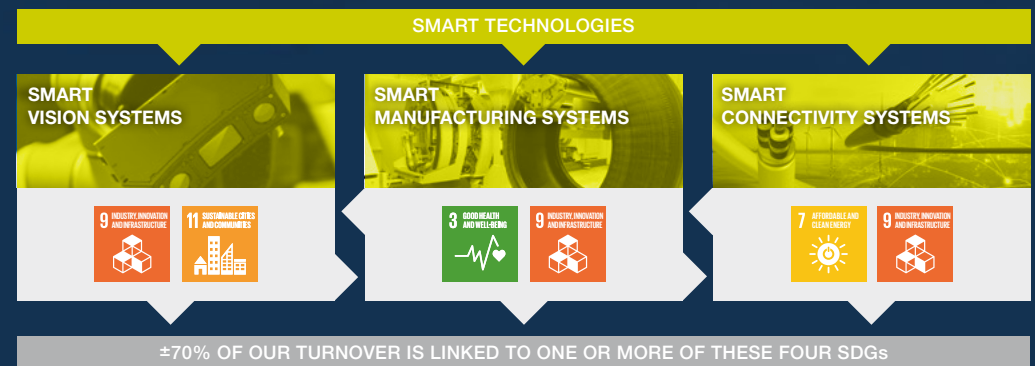 SMART TECHNOLOGIES
SMART
VISION SYSTEMS
SMART
MANUFACTURING SYSTEMS
SMART
CONNECTIVITY SYSTEMS
9 INDUSTRY, INNOVATION
AND INFRASTRUCTURE
11 SUSTAINABLE CITIES
AND COMMUNITIES
3 GOOD HEALTH
AND WELL-BEING
9 INDUSTRY, INNOVATION
AND INFRASTRUCTURE
7 AFFORDABLE AND
CLEAN ENERGY
9 INDUSTRY, INNOVATION
AND INFRASTRUCTURE
±70% OF OUR TURNOVER IS LINKED TO ONE OR MORE OF THESE FOUR SDGs